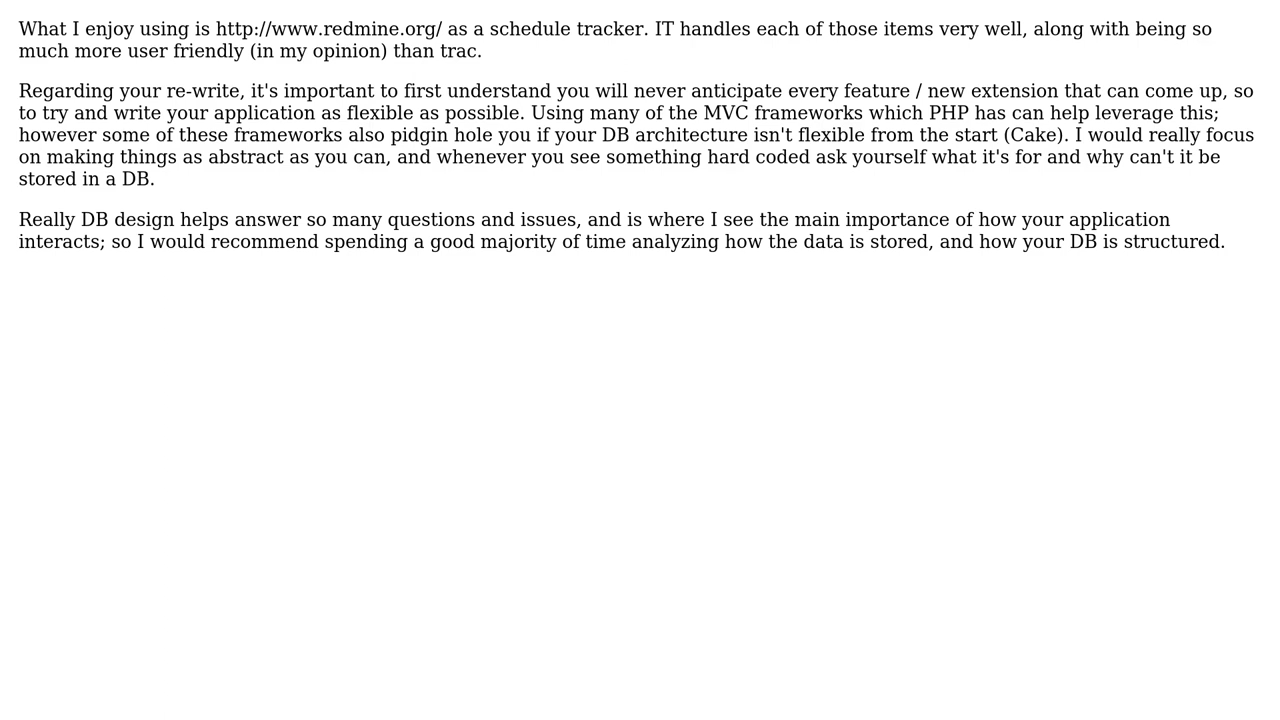 What I enjoy using is http://www.redmine.org/ as a schedule tracker. IT handles each of those items very well, along with being so
much more user friendly (in my opinion) than trac.
Regarding your re-write, it's important to first understand you will never anticipate every feature / new extension that can come up, so
to try and write your application as flexible as possible. Using many of the MVC frameworks which PHP has can help leverage this;
however some of these frameworks also pidgin hole you if your DB architecture isn't flexible from the start (Cake). I would really focus
on making things as abstract as you can, and whenever you see something hard coded ask yourself what it's for and why can't it be
stored in a DB.
Really DB design helps answer so many questions and issues, and is where I see the main importance of how your application
interacts; so I would recommend spending a good majority of time analyzing how the data is stored, and how your DB is structured.